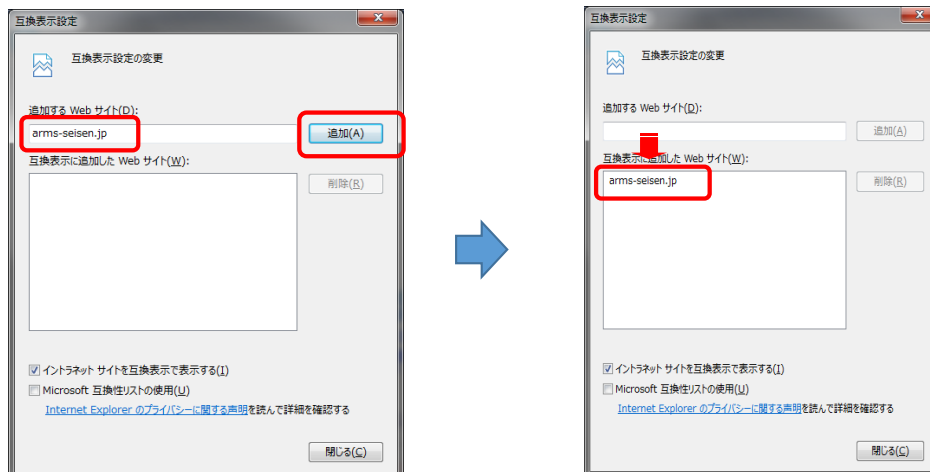 互換表示設定
互換表示設定の変更
追加する Web サイト(D):
arms-seisen.jp
追加(A)
互換表示に追加した Web サイト(W):
削除(R)
イントラネット サイトを互換表示で表示する(I)
Microsoft 互換性リストの使用(U)
Internet Explorer のプライバシーに関する声明を読んで詳細を確認する
閉じる(C)
互換表示設定
互換表示設定の変更
追加する Web サイト(D):
追加(A)
互換表示に追加した Web サイト(W):
arms-seisen.jp
削除(R)
イントラネット サイトを互換表示で表示する(I)
Microsoft 互換性リストの使用(U)
Internet Explorer のプライバシーに関する声明を読んで詳細を確認する
閉じる(C)